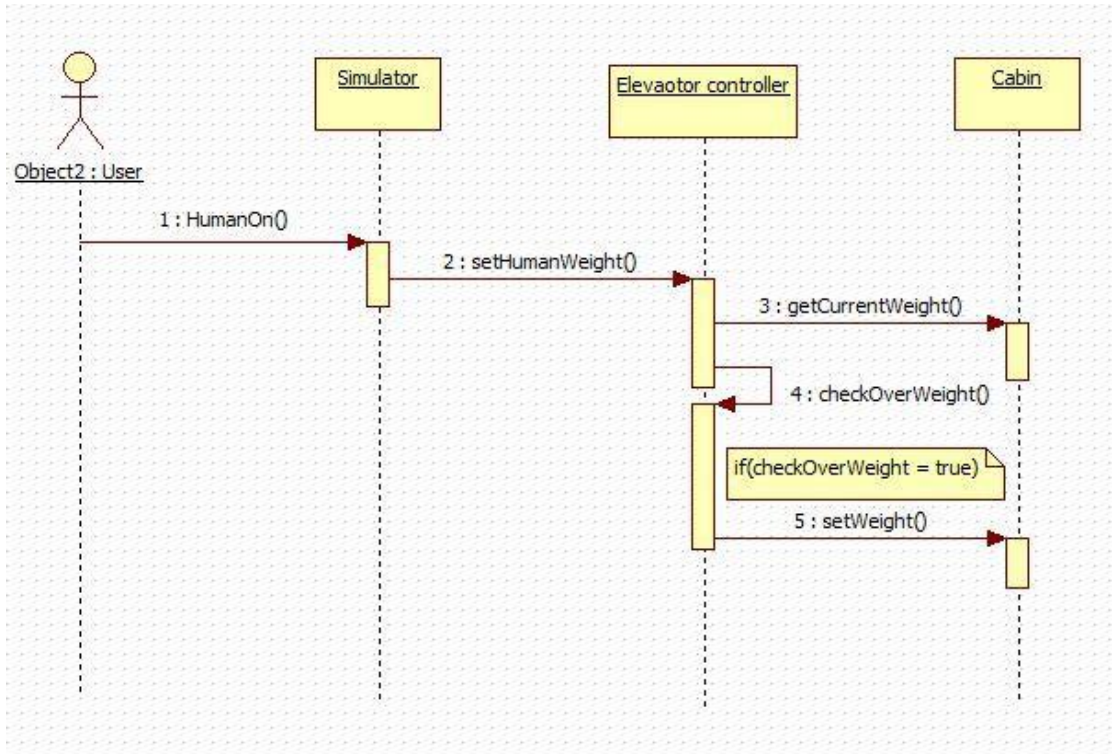 Simulator
Elevaotor controller
Cabin
Object2 : User
1 : HumanOn()
2 : setHumanWeight()
3 : getCurrentWeight()
4 : checkOverWeight()
if(checkOverWeight = true)
5 : setWeight()